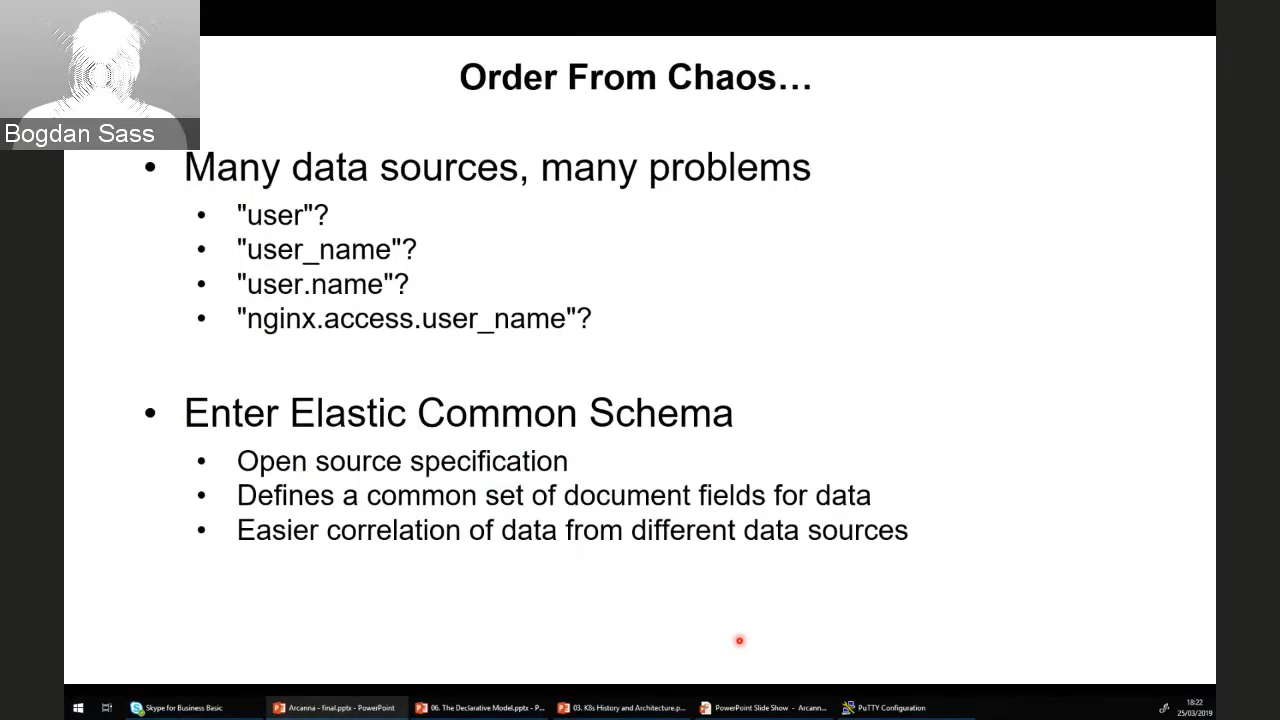 Order From Chaos…
Bogdan Sass
• Many data sources, many problems
• "user"?
• "user_name"?
• "user.name"?
• "nginx.access.user_name"?
• Enter Elastic Common Schema
• Open source specification
• Defines a common set of document fields for data
• Easier correlation of data from different data sources
Skype for Business Basic
Arcanna - final.pptx - PowerPoint
06. The Declarative Model.pptx - P...
03. K8s History and Architecture.p...
PowerPoint Slide Show - Arcann...
PuTTY Configuration
18:22
25/03/2019